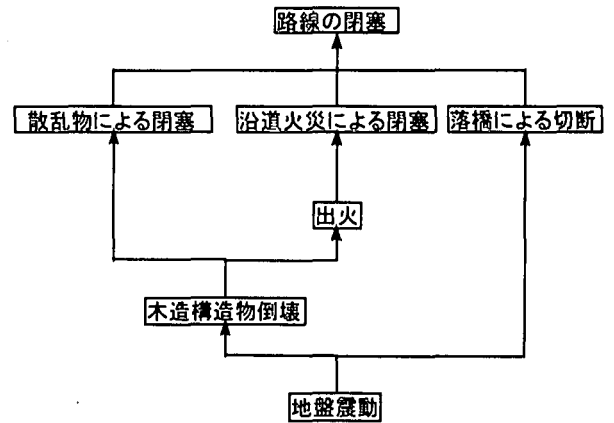 路線の閉塞
散乱物による閉塞
沿道火災による閉塞
落橋による切断
出火
木造構造物倒壊
地盤震動